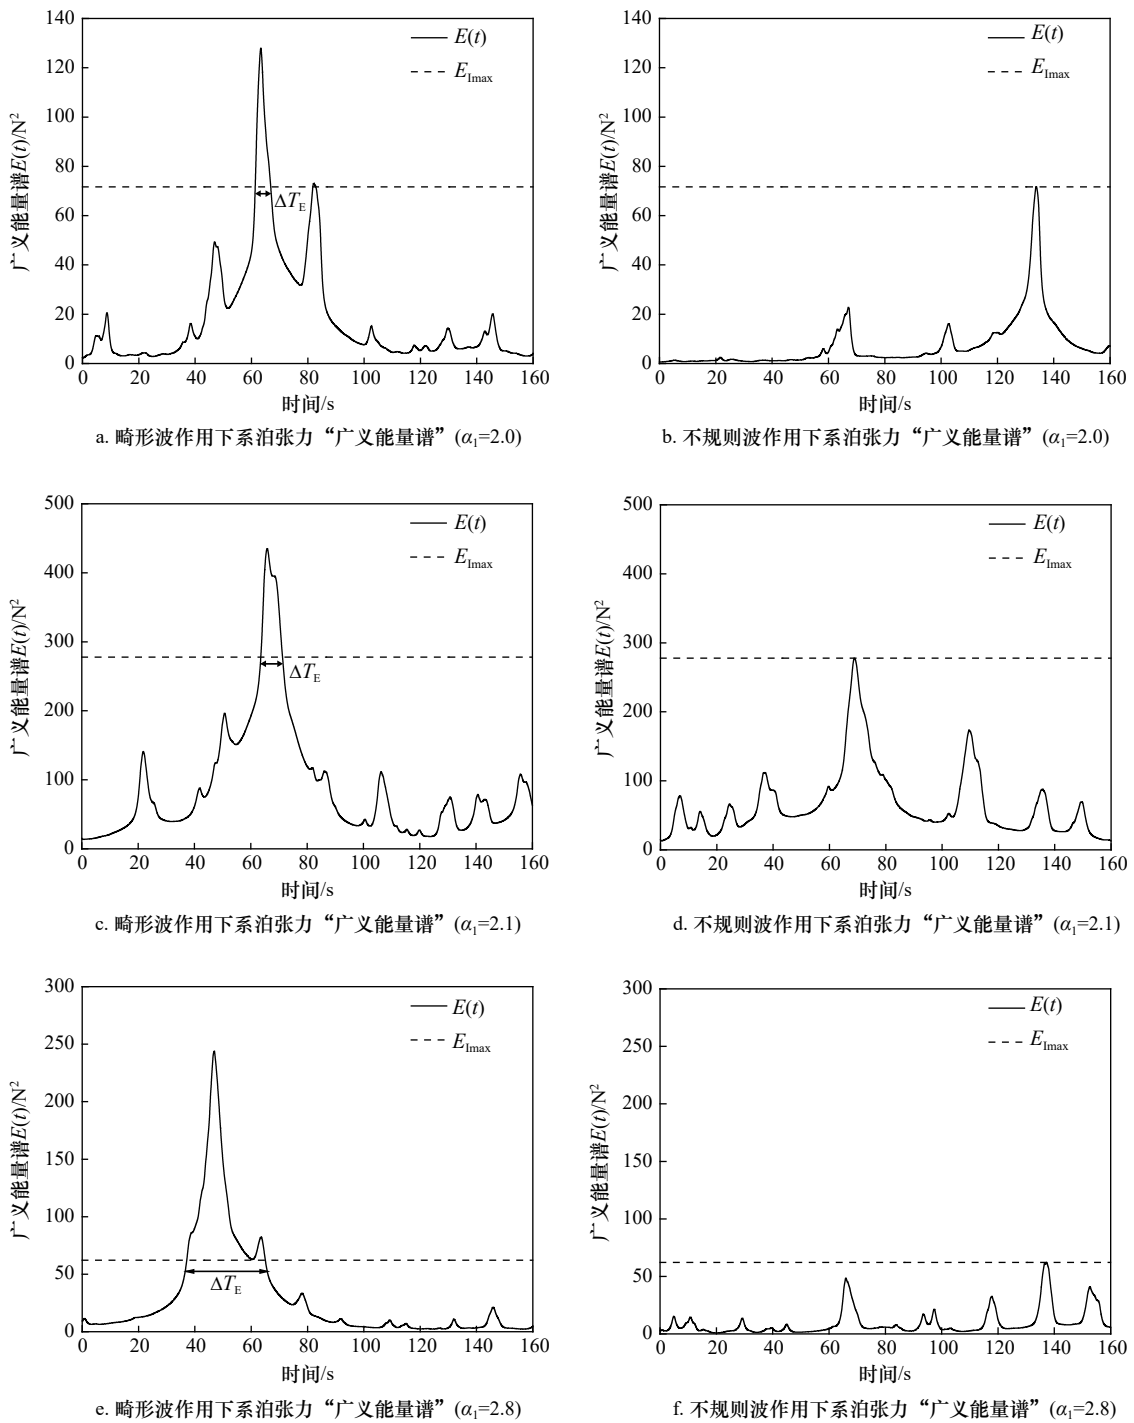 140
120
100
80
60
40
20
0
广义能量谱E(t)/N²
E(t)
E_Imax
ΔT_E
0 20 40 60 80 100 120 140 160
时间/s
a. 畸形波作用下系泊张力“广义能量谱” (α₁=2.0)
140
120
100
80
60
40
20
0
广义能量谱E(t)/N²
E(t)
E_Imax
0 20 40 60 80 100 120 140 160
时间/s
b. 不规则波作用下系泊张力“广义能量谱” (α₁=2.0)
500
400
300
200
100
0
广义能量谱E(t)/N²
E(t)
E_Imax
ΔT_E
0 20 40 60 80 100 120 140 160
时间/s
c. 畸形波作用下系泊张力“广义能量谱” (α₁=2.1)
500
400
300
200
100
0
广义能量谱E(t)/N²
E(t)
E_Imax
0 20 40 60 80 100 120 140 160
时间/s
d. 不规则波作用下系泊张力“广义能量谱” (α₁=2.1)
300
250
200
150
100
50
0
广义能量谱E(t)/N²
E(t)
E_Imax
ΔT_E
0 20 40 60 80 100 120 140 160
时间/s
e. 畸形波作用下系泊张力“广义能量谱” (α₁=2.8)
300
250
200
150
100
50
0
广义能量谱E(t)/N²
E(t)
E_Imax
0 20 40 60 80 100 120 140 160
时间/s
f. 不规则波作用下系泊张力“广义能量谱” (α₁=2.8)